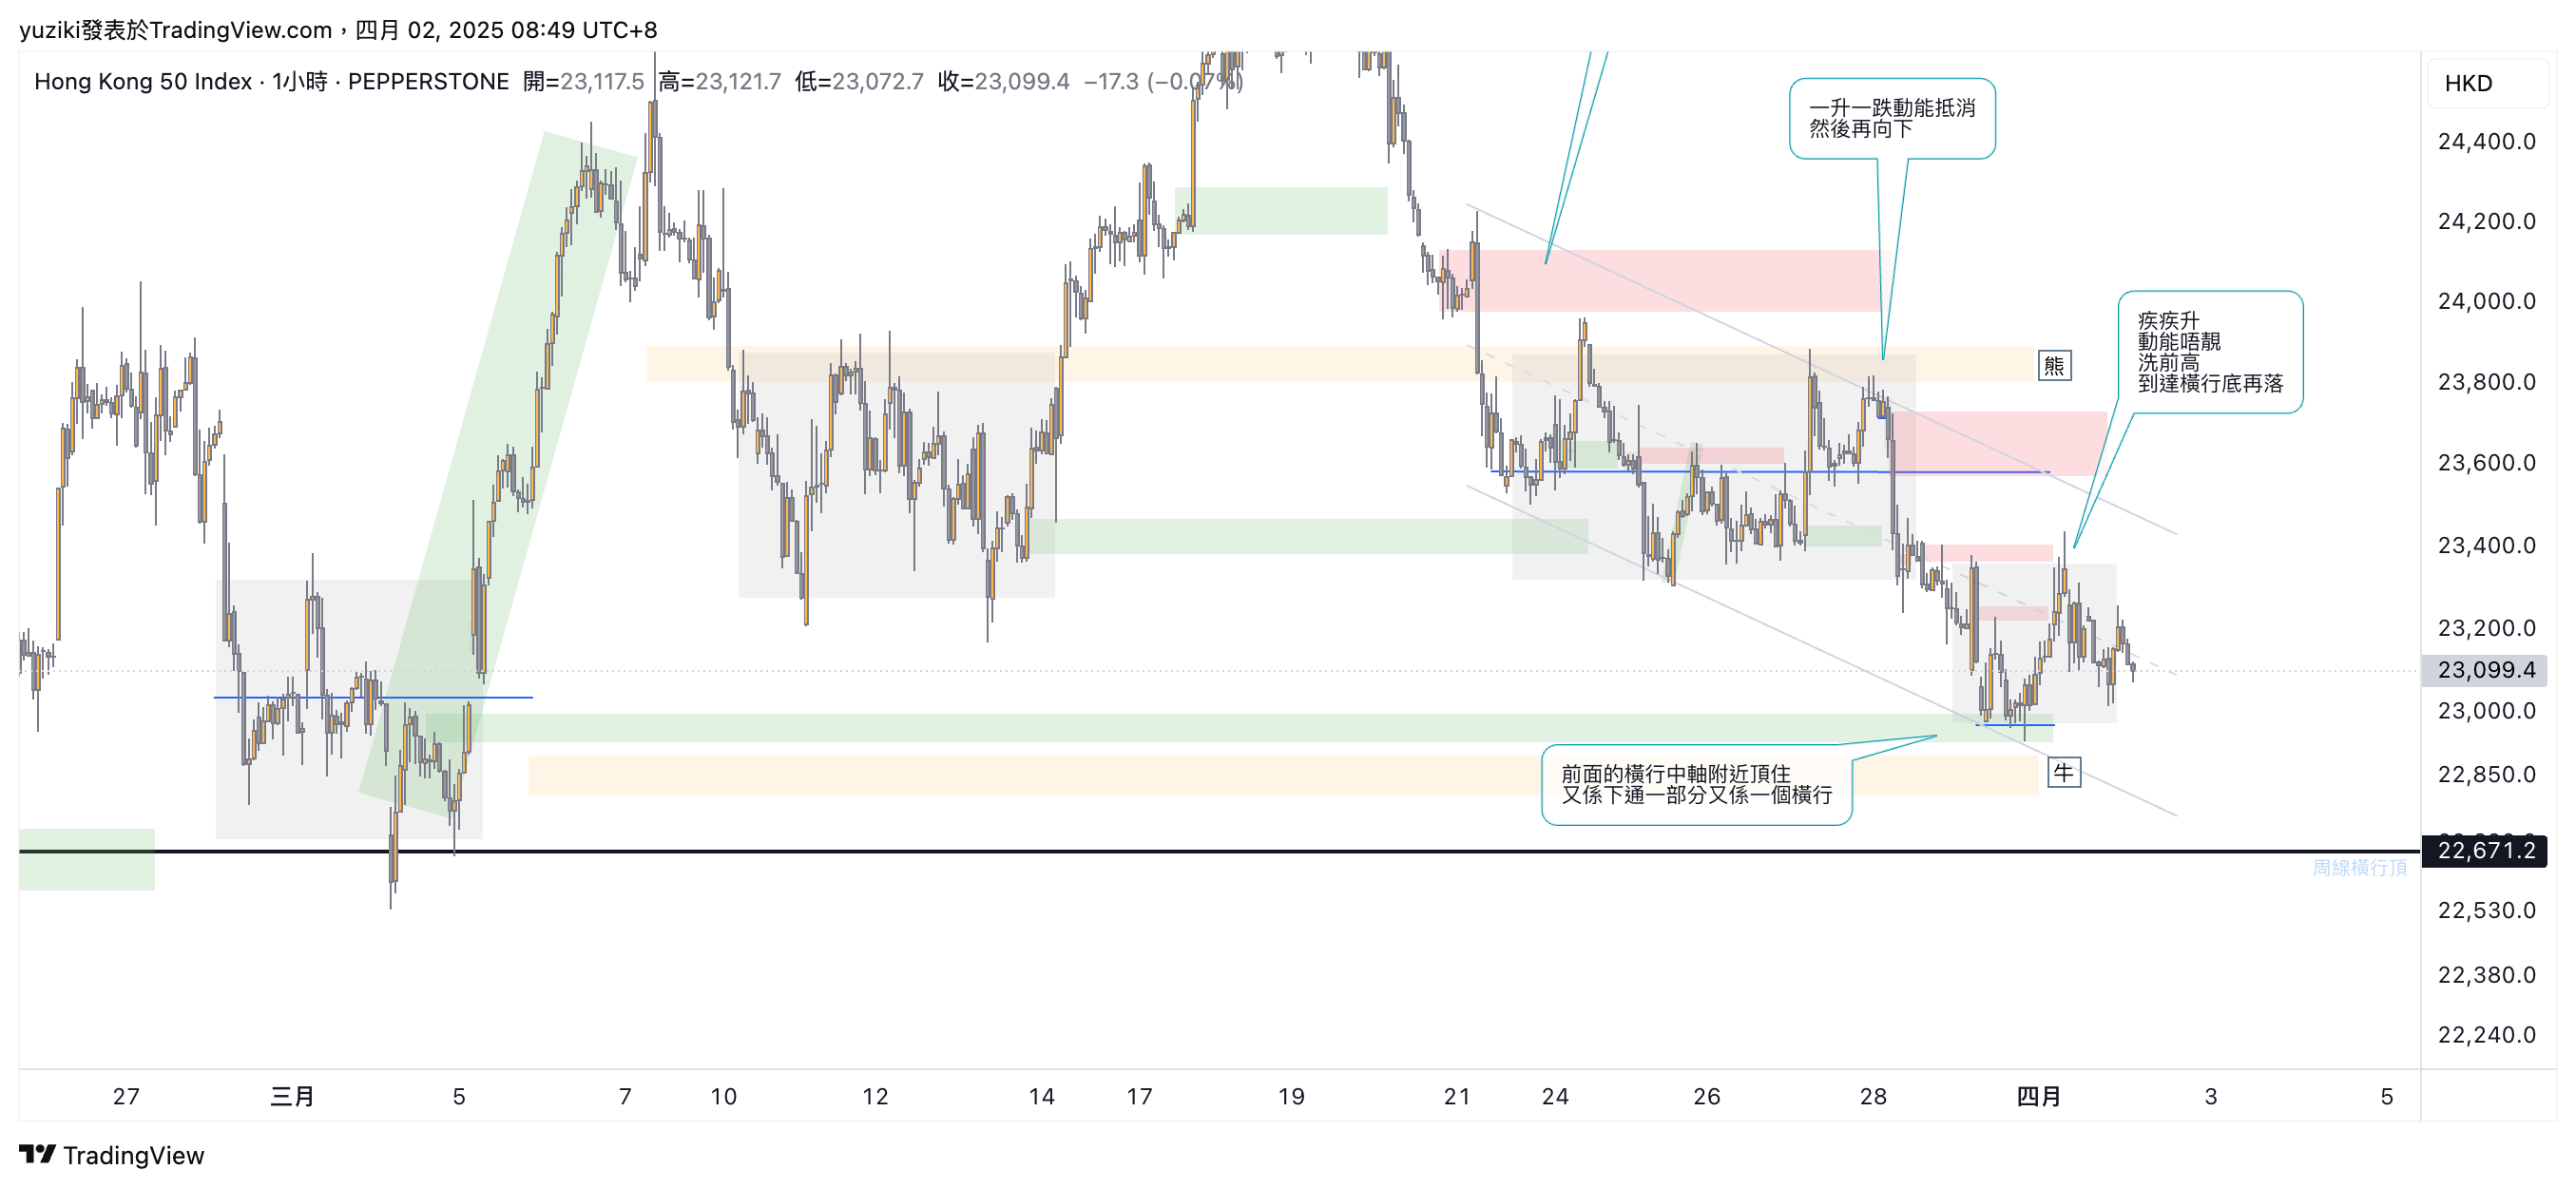 yuziki發表於TradingView.com，四月 02, 2025 08:49 UTC+8
Hong Kong 50 Index · 1小時 · PEPPERSTONE 開=23,117.5 高=23,121.7 低=23,072.7 收=23,099.4 −17.3 (−0.07%)
HKD
一升一跌動能抵消
然後再向下
24,400.0
24,200.0
24,000.0
疾疾升
動能唔靚
洗前高
到達橫行底再落
熊
23,800.0
23,600.0
23,400.0
23,200.0
23,099.4
23,000.0
前面的橫行中軸附近頂住
又係下通一部分又係一個橫行
牛
22,850.0
22,671.2
周線橫行頂
22,530.0
22,380.0
22,240.0
27 三月 5 7 10 12 14 17 19 21 24 26 28 四月 3 5
TradingView